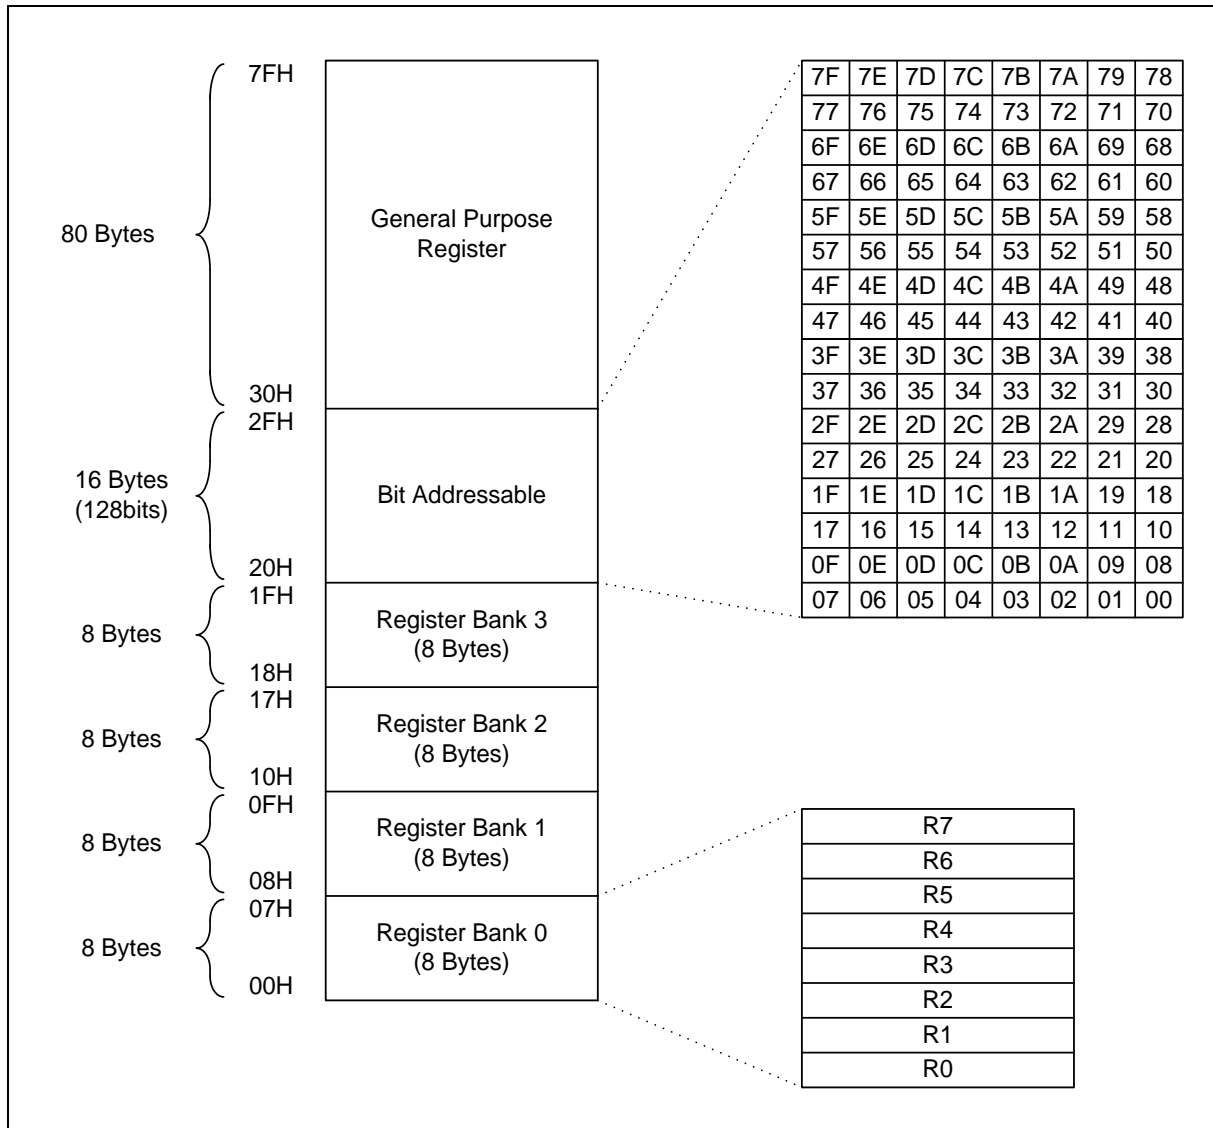 7FH
80 Bytes
General Purpose
Register
30H
2FH
16 Bytes
(128bits)
Bit Addressable
20H
1FH
8 Bytes
Register Bank 3
(8 Bytes)
18H
17H
8 Bytes
Register Bank 2
(8 Bytes)
10H
0FH
8 Bytes
Register Bank 1
(8 Bytes)
08H
07H
8 Bytes
Register Bank 0
(8 Bytes)
00H
7F 7E 7D 7C 7B 7A 79 78
77 76 75 74 73 72 71 70
6F 6E 6D 6C 6B 6A 69 68
67 66 65 64 63 62 61 60
5F 5E 5D 5C 5B 5A 59 58
57 56 55 54 53 52 51 50
4F 4E 4D 4C 4B 4A 49 48
47 46 45 44 43 42 41 40
3F 3E 3D 3C 3B 3A 39 38
37 36 35 34 33 32 31 30
2F 2E 2D 2C 2B 2A 29 28
27 26 25 24 23 22 21 20
1F 1E 1D 1C 1B 1A 19 18
17 16 15 14 13 12 11 10
0F 0E 0D 0C 0B 0A 09 08
07 06 05 04 03 02 01 00
R7
R6
R5
R4
R3
R2
R1
R0